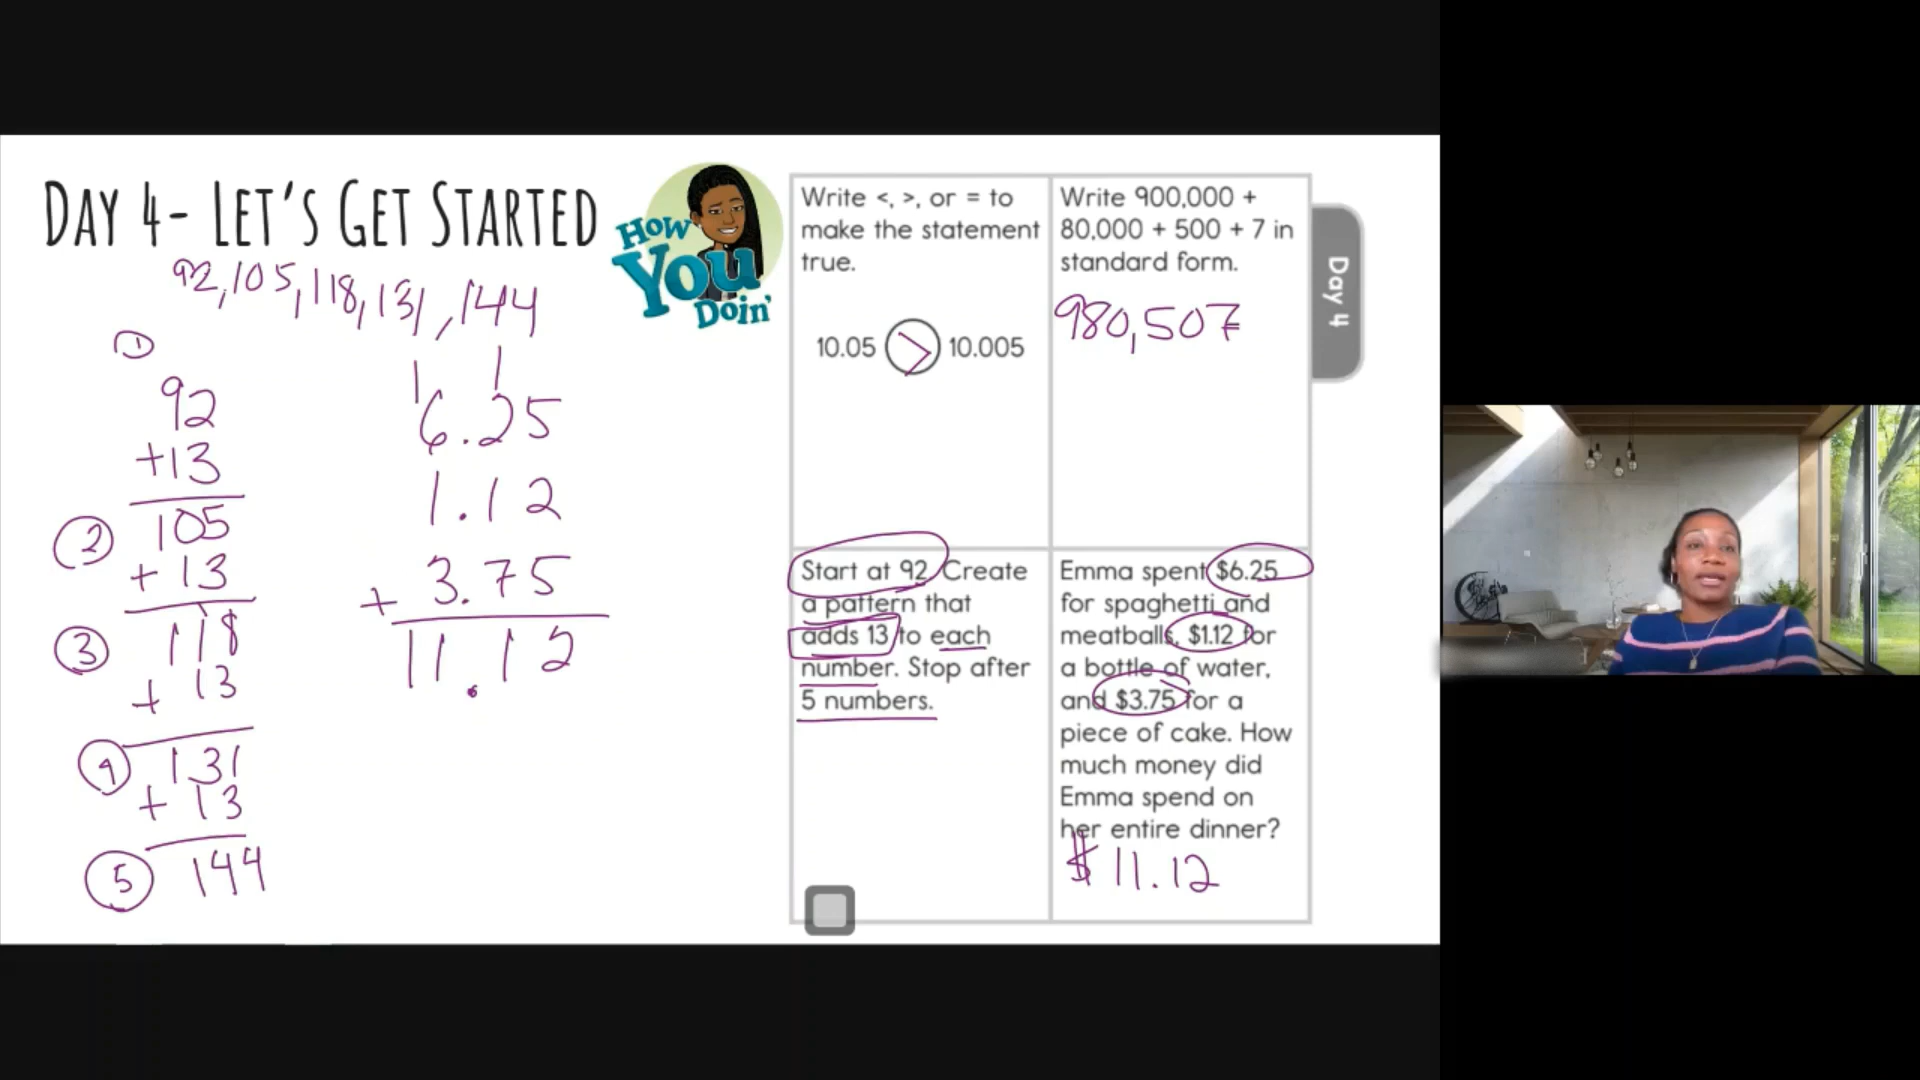 DAY 4- LET'S GET STARTED
How
You
Doin'
92,105,118,131,144
1
92
+13
2 105
+ 13
3 118
+ 13
4 131
+ 13
5 144
1 1
6.25
1.12
+ 3.75
11.12
Write <, >, or = to
make the statement
true.
10.05 > 10.005
Write 900,000 +
80,000 + 500 + 7 in
standard form.
980,507
Day 4
Start at 92. Create
a pattern that
adds 13 to each
number. Stop after
5 numbers.
Emma spent $6.25
for spaghetti and
meatballs, $1.12 for
a bottle of water,
and $3.75 for a
piece of cake. How
much money did
Emma spend on
her entire dinner?
$11.12